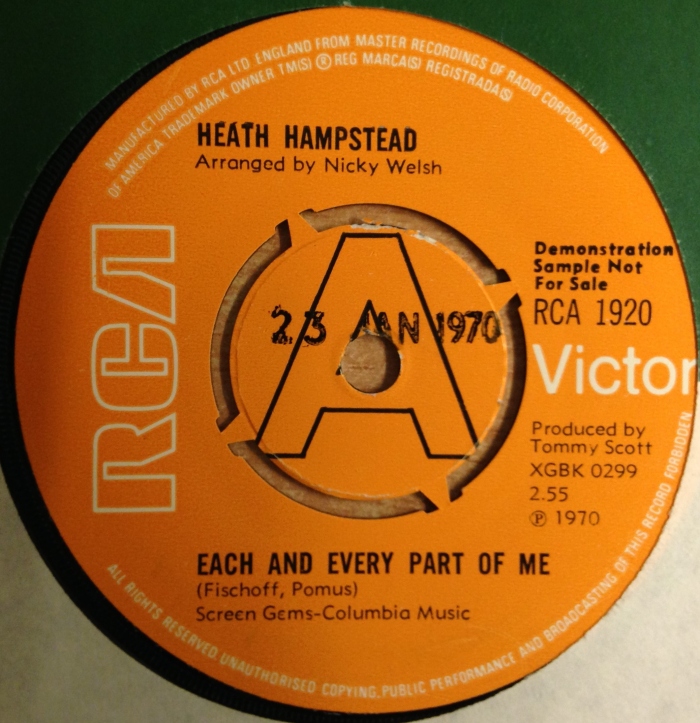 MANUFACTURED BY RCA LTD. ENGLAND FROM MASTER RECORDINGS OF RADIO CORPORATION
OF AMERICA TRADEMARK OWNER TM(S) ® REG MARCA(S) REGISTRADA(S)
HEATH HAMPSTEAD
Arranged by Nicky Welsh
RCA
A
23 JAN 1970
Demonstration
Sample Not
For Sale
RCA 1920
Victor
Produced by
Tommy Scott
XGBK 0299
2.55
℗ 1970
EACH AND EVERY PART OF ME
(Fischoff, Pomus)
Screen Gems-Columbia Music
ALL RIGHTS RESERVED. UNAUTHORISED COPYING, PUBLIC PERFORMANCE AND BROADCASTING OF THIS RECORD FORBIDDEN